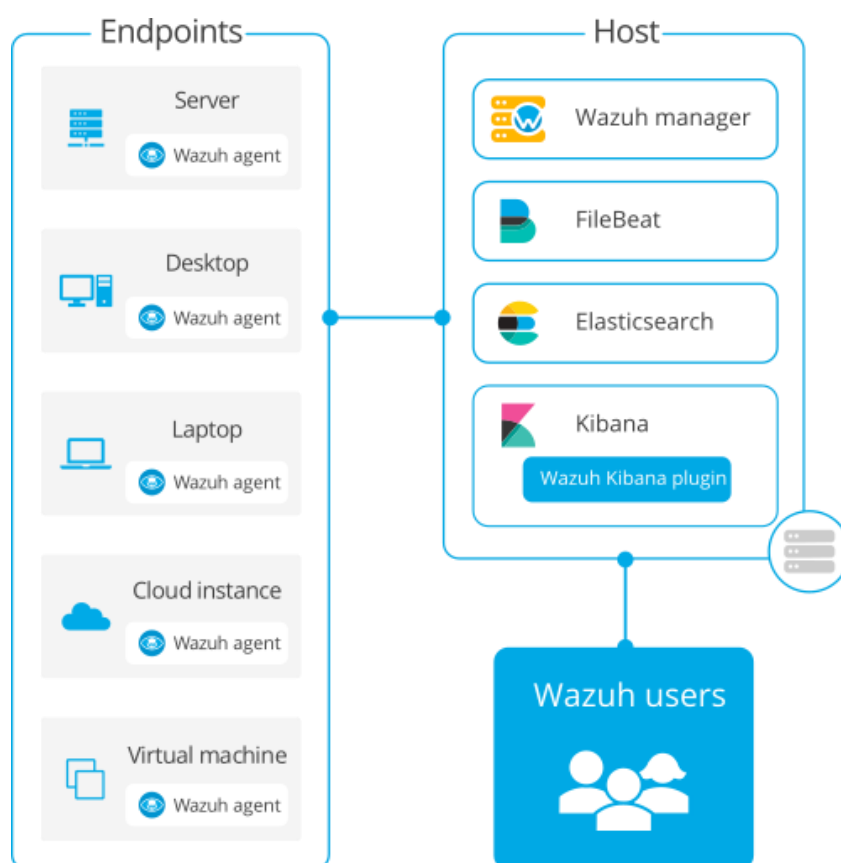 Endpoints
Server
Wazuh agent
Desktop
Wazuh agent
Laptop
Wazuh agent
Cloud instance
Wazuh agent
Virtual machine
Wazuh agent
Host
Wazuh manager
FileBeat
Elasticsearch
Kibana
Wazuh Kibana plugin
Wazuh users